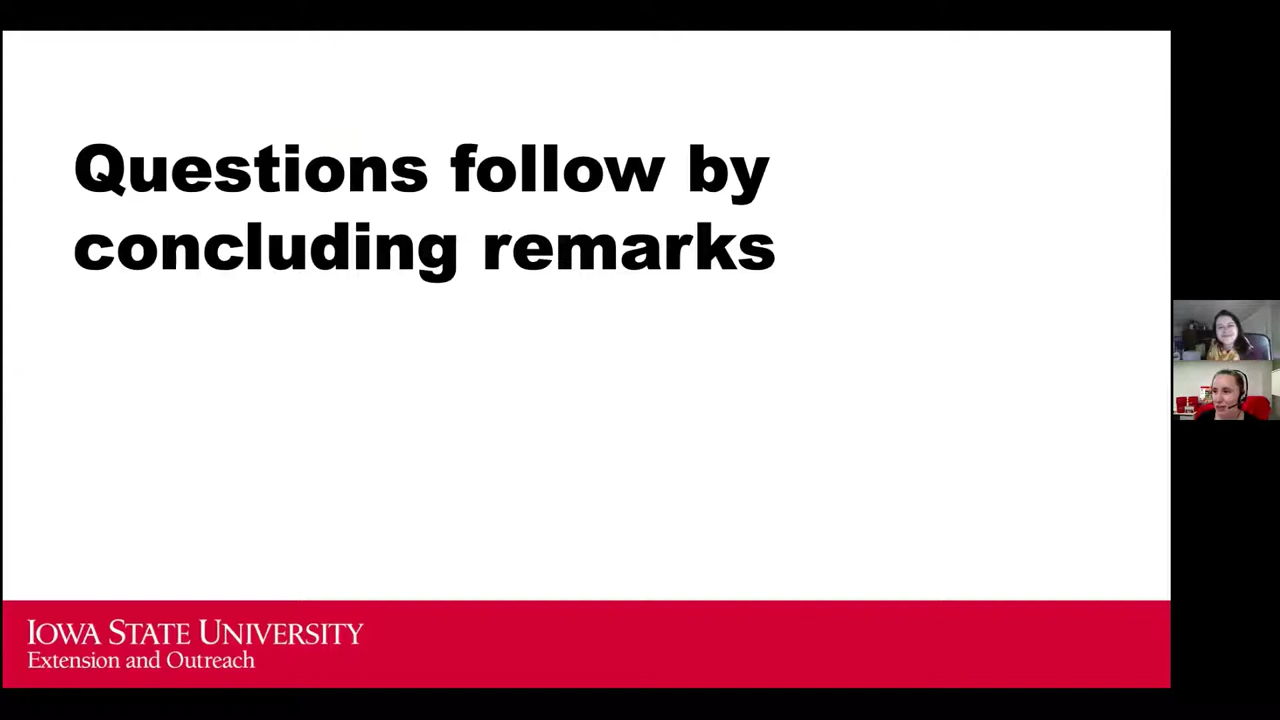 Questions follow by
concluding remarks
IOWA STATE UNIVERSITY
Extension and Outreach